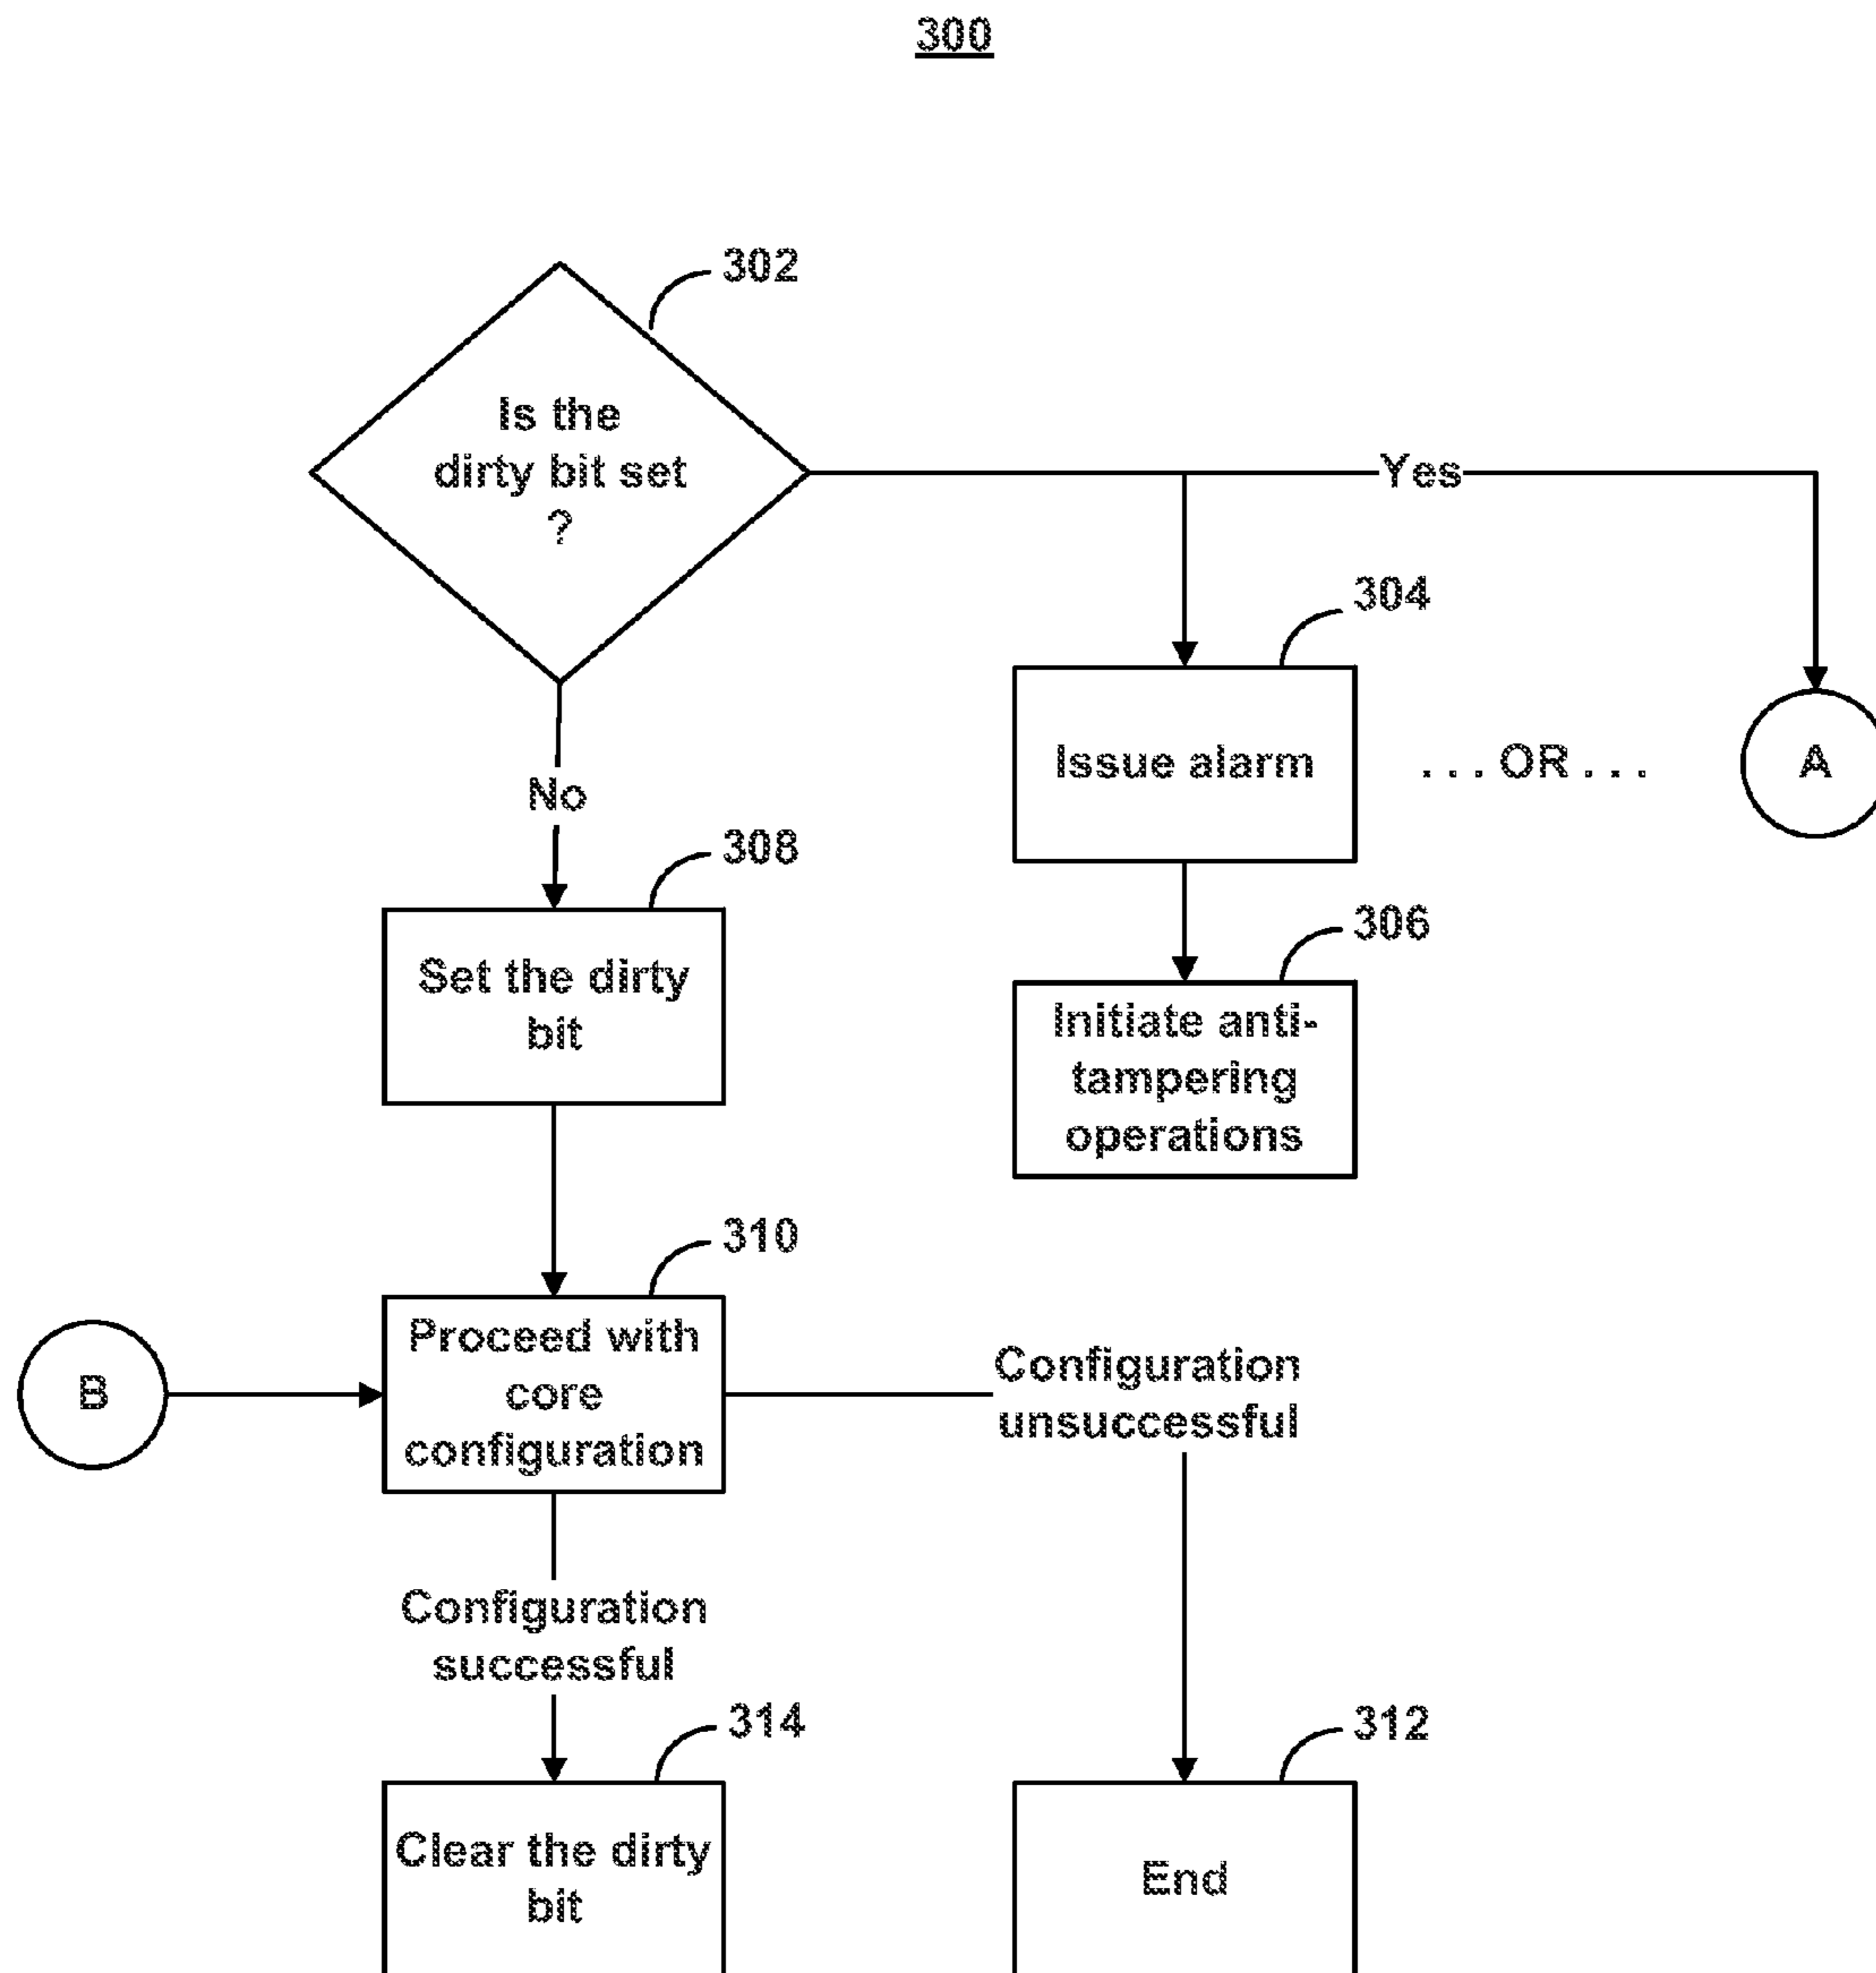 300
302
Is the
dirty bit set
?
Yes
304
Issue alarm
. . . OR . . .
A
No
308
Set the dirty
bit
306
Initiate anti-
tampering
operations
310
B
Proceed with
core
configuration
Configuration
unsuccessful
Configuration
successful
314
Clear the dirty
bit
312
End